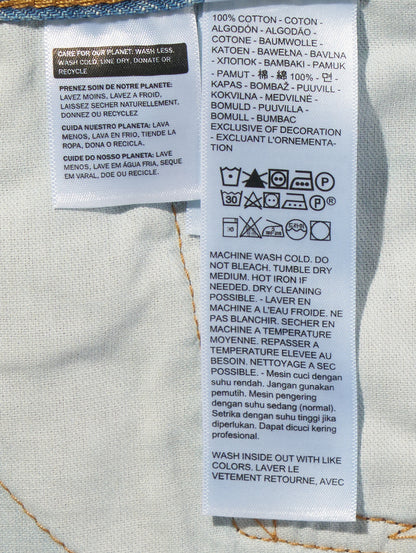 CARE FOR OUR PLANET: WASH LESS.
WASH COLD, LINE DRY, DONATE OR
RECYCLE
PRENEZ SOIN DE NOTRE PLANETE:
LAVEZ MOINS, LAVEZ A FROID,
LAISSEZ SECHER NATURELLEMENT,
DONNEZ OU RECYCLEZ
CUIDA NUESTRO PLANETA: LAVA
MENOS, LAVA EN FRIO, TIENDE LA
ROPA, DONA O RECICLA.
CUIDE DO NOSSO PLANETA: LAVE
MENOS, LAVE EM ÁGUA FRIA, SEQUE
EM VARAL, DOE OU RECICLE.
100% COTTON - COTON -
ALGODÓN - ALGODÃO -
COTONE - BAUMWOLLE -
KATOEN - BAWEŁNA - BAVLNA
- ХЛОПОК - BAMBAKI - PAMUK
- PAMUT - 棉 - 綿 100% - 면 -
KAPAS - BOMBAŽ - PUUVILL -
KOKVILNA - MEDVILNĖ -
BOMULD - PUUVILLA -
BOMULL - BUMBAC
EXCLUSIVE OF DECORATION
- EXCLUANT L'ORNEMENTA-
TION
P
30 P
MACHINE WASH COLD. DO
NOT BLEACH. TUMBLE DRY
MEDIUM. HOT IRON IF
NEEDED. DRY CLEANING
POSSIBLE. - LAVER EN
MACHINE A L'EAU FROIDE. NE
PAS BLANCHIR. SECHER EN
MACHINE A TEMPERATURE
MOYENNE. REPASSER A
TEMPERATURE ELEVEE AU
BESOIN. NETTOYAGE A SEC
POSSIBLE. - Mesin cuci dengan
suhu rendah. Jangan gunakan
pemutih. Mesin pengering
dengan suhu sedang (normal).
Setrika dengan suhu tinggi jika
diperlukan. Dapat dicuci kering
profesional.
WASH INSIDE OUT WITH LIKE
COLORS. LAVER LE
VETEMENT RETOURNE, AVEC